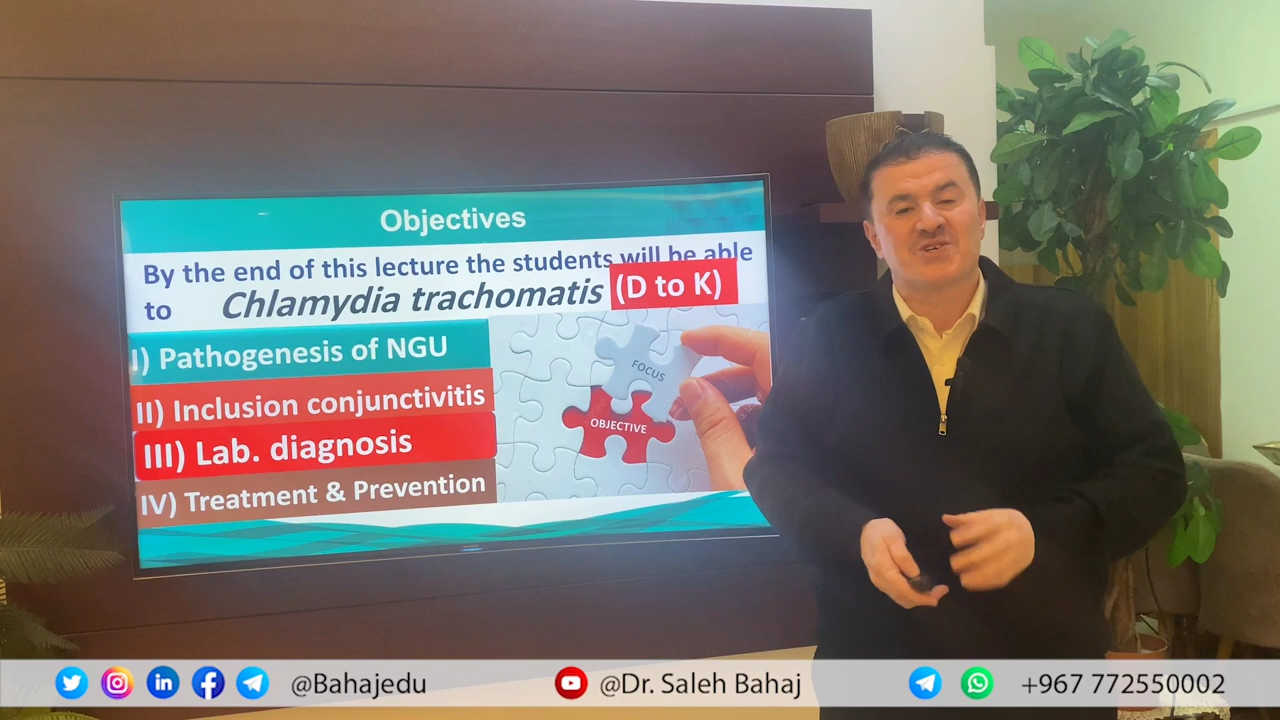 Objectives
By the end of this lecture the students will be able
to Chlamydia trachomatis (D to K)
I) Pathogenesis of NGU
II) Inclusion conjunctivitis
III) Lab. diagnosis
IV) Treatment & Prevention
FOCUS
OBJECTIVE
@Bahajedu @Dr. Saleh Bahaj +967 772550002